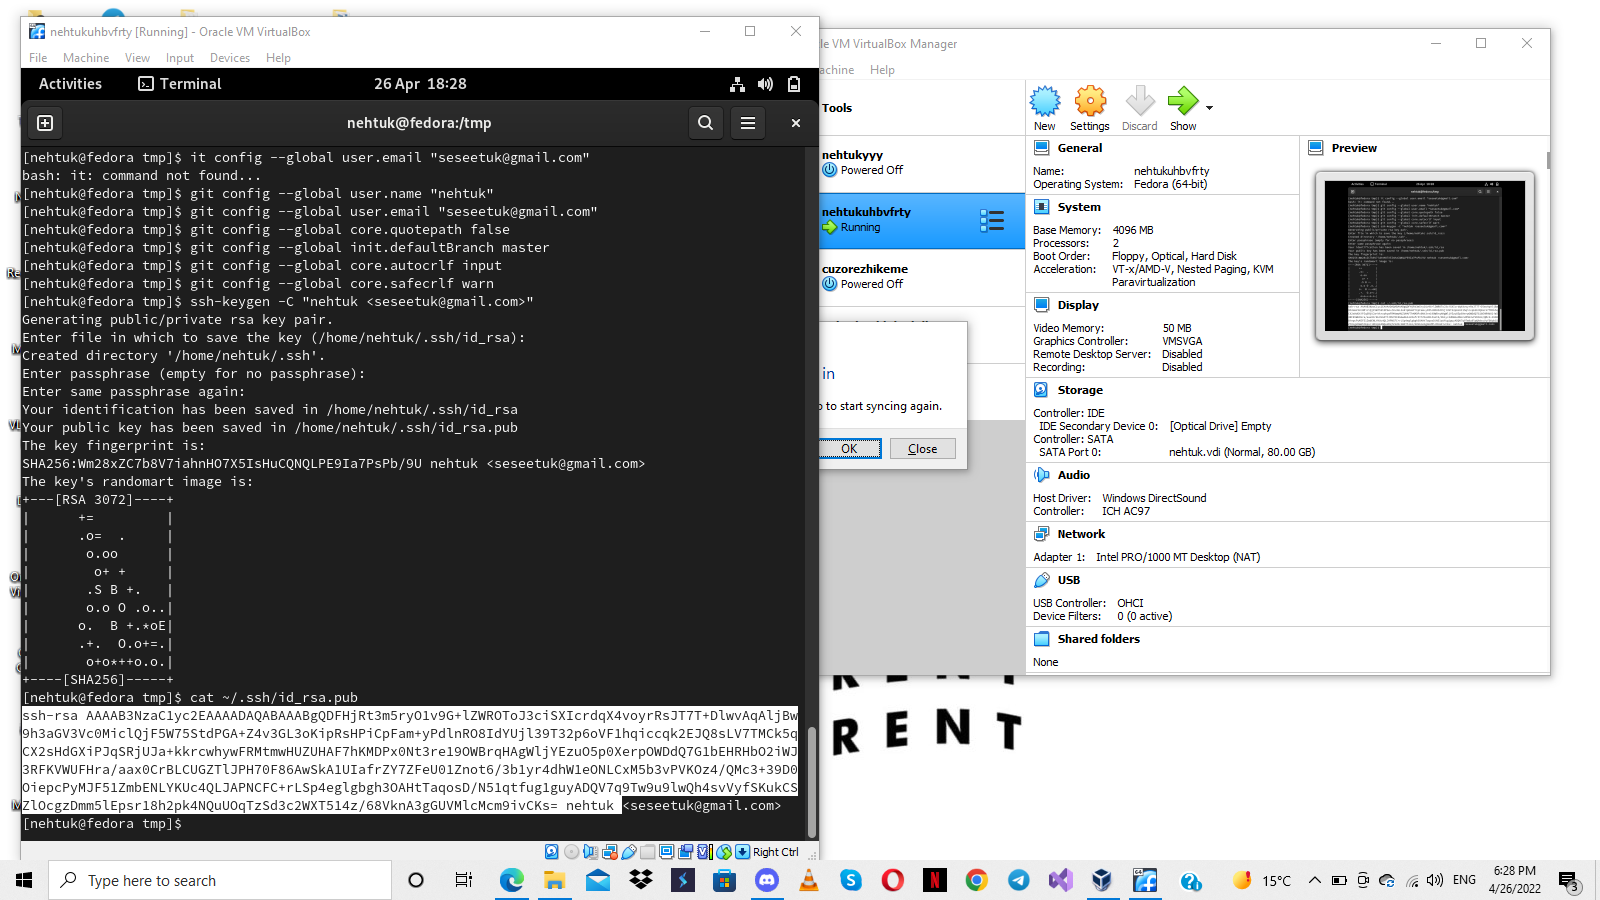 nehtukuhbvfrty [Running] - Oracle VM VirtualBox
File Machine View Input Devices Help
Activities Terminal 26 Apr 18:28
nehtuk@fedora:/tmp
[nehtuk@fedora tmp]$ it config --global user.email "seseetuk@gmail.com"
bash: it: command not found...
[nehtuk@fedora tmp]$ git config --global user.name "nehtuk"
[nehtuk@fedora tmp]$ git config --global user.email "seseetuk@gmail.com"
[nehtuk@fedora tmp]$ git config --global core.quotepath false
[nehtuk@fedora tmp]$ git config --global init.defaultBranch master
[nehtuk@fedora tmp]$ git config --global core.autocrlf input
[nehtuk@fedora tmp]$ git config --global core.safecrlf warn
[nehtuk@fedora tmp]$ ssh-keygen -C "nehtuk <seseetuk@gmail.com>"
Generating public/private rsa key pair.
Enter file in which to save the key (/home/nehtuk/.ssh/id_rsa):
Created directory '/home/nehtuk/.ssh'.
Enter passphrase (empty for no passphrase):
Enter same passphrase again:
Your identification has been saved in /home/nehtuk/.ssh/id_rsa
Your public key has been saved in /home/nehtuk/.ssh/id_rsa.pub
The key fingerprint is:
SHA256:Wm28xZC7b8V7iahnHO7X5IsHuCQNQLPE9Ia7PsPb/9U nehtuk <seseetuk@gmail.com>
The key's randomart image is:
+----[RSA 3072]----+
|      +=         |
|      .o=  .     |
|       o.oo      |
|        o+ +     |
|       .S B +.   |
|       o.o O .o..|
|      o.  B +.*oE|
|      .+.  O.o+=.|
|       o+o*++o.o.|
+----[SHA256]-----+
[nehtuk@fedora tmp]$ cat ~/.ssh/id_rsa.pub
ssh-rsa AAAAB3NzaC1yc2EAAAADAQABAAABgQDFHjRt3m5ryO1v9G+lZWROToJ3ciSXIcrdqX4voyrRsJT7T+DlwvAqAljBw
9h3aGV3Vc0MiclQjF5W75StdPGA+Z4v3GL3oKipRsHPiCpFam+yPdlnRO8IdYUjl39T32p6oVF1hqiccqk2EJQ8sLV7TMCk5q
CX2sHdGXiPJqSRjUJa+kkrcwhywFRMtmwHUZUHAF7hKMDPx0Nt3re19OWBrqHAgWljYEzuO5p0XerpOWDdQ7G1bEHRHbO2iWJ
3RFKVWUFHra/aax0CrBLCUGZTlJPH70F86AwSkA1UIafrZY7ZFeU01Znot6/3b1yr4dhW1eONLCxM5b3vPVKOz4/QMc3+39D0
OiepcPyMJF51ZmbENLYKUc4QLJAPNCFC+rLSp4eglgbgh3OAHtTaqosD/N51qtfug1guyADQV7q9Tw9u9lwQh4svVyfSKukCS
ZlOcgzDmm5lEpsr18h2pk4NQuUOqTzSd3c2WXT514z/68VknA3gGUVMlcMcm9ivCKs= nehtuk <seseetuk@gmail.com>
[nehtuk@fedora tmp]$
Right Ctrl
le VM VirtualBox Manager
achine Help
Tools
New Settings Discard Show
nehtukyyy
Powered Off
nehtukuhbvfrty
Running
cuzorezhikeme
Powered Off
in
to start syncing again.
OK Close
General
Name: nehtukuhbvfrty
Operating System: Fedora (64-bit)
System
Base Memory: 4096 MB
Processors: 2
Boot Order: Floppy, Optical, Hard Disk
Acceleration: VT-x/AMD-V, Nested Paging, KVM
Paravirtualization
Display
Video Memory: 50 MB
Graphics Controller: VMSVGA
Remote Desktop Server: Disabled
Recording: Disabled
Storage
Controller: IDE
IDE Secondary Device 0: [Optical Drive] Empty
Controller: SATA
SATA Port 0: nehtuk.vdi (Normal, 80.00 GB)
Audio
Host Driver: Windows DirectSound
Controller: ICH AC97
Network
Adapter 1: Intel PRO/1000 MT Desktop (NAT)
USB
USB Controller: OHCI
Device Filters: 0 (0 active)
Shared folders
None
Preview
RENT
Type here to search
15°C
ENG
6:28 PM
4/26/2022
3